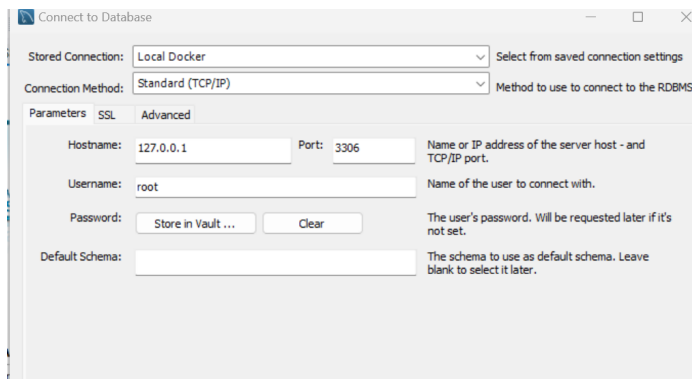 Connect to Database
Stored Connection: Local Docker Select from saved connection settings
Connection Method: Standard (TCP/IP) Method to use to connect to the RDBMS
Parameters SSL Advanced
Hostname: 127.0.0.1 Port: 3306 Name or IP address of the server host - and
TCP/IP port.
Username: root Name of the user to connect with.
Password: Store in Vault ... Clear The user's password. Will be requested later if it's
not set.
Default Schema: The schema to use as default schema. Leave
blank to select it later.